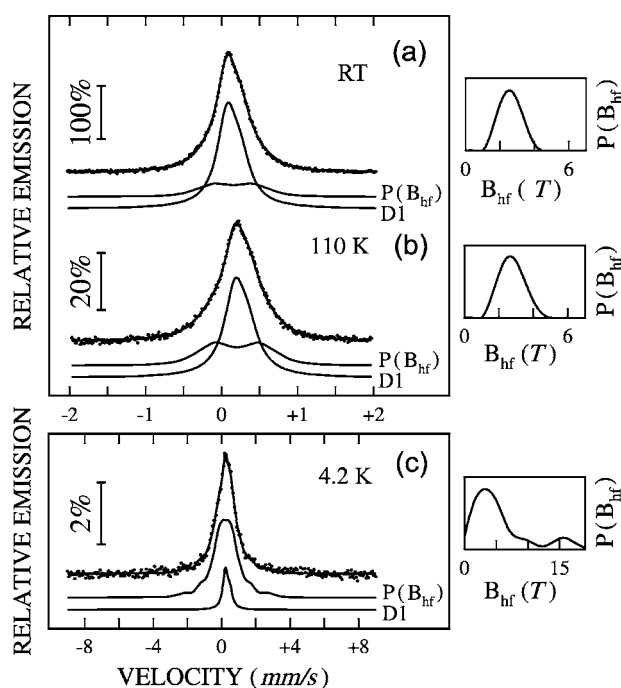 RELATIVE EMISSION
100%
(a)
RT
P(B_hf)
D1
P(B_hf)
0 6
B_hf (T)
20%
110 K
(b)
P(B_hf)
D1
P(B_hf)
0 6
B_hf (T)
-2 -1 0 +1 +2
RELATIVE EMISSION
2%
(c)
4.2 K
P(B_hf)
D1
P(B_hf)
0 15
B_hf (T)
-8 -4 0 +4 +8
VELOCITY (mm/s)